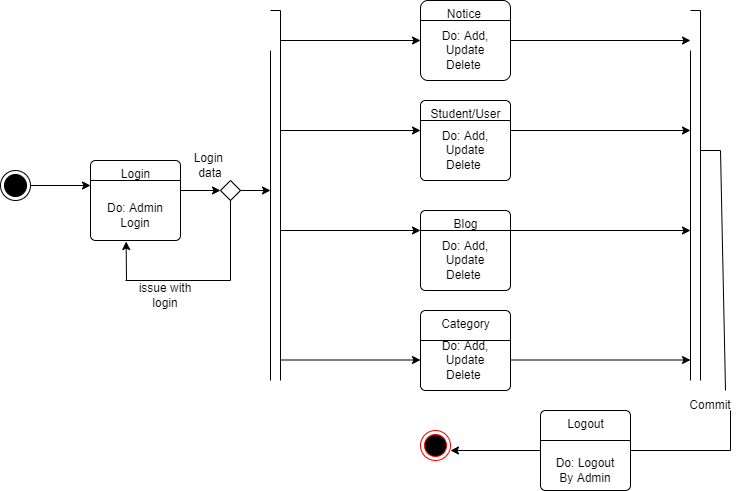 Notice
Do: Add,
Update
Delete
Student/User
Do: Add,
Update
Delete
Login
data
Login
Do: Admin
Login
issue with
login
Blog
Do: Add,
Update
Delete
Category
Do: Add,
Update
Delete
Commit
Logout
Do: Logout
By Admin